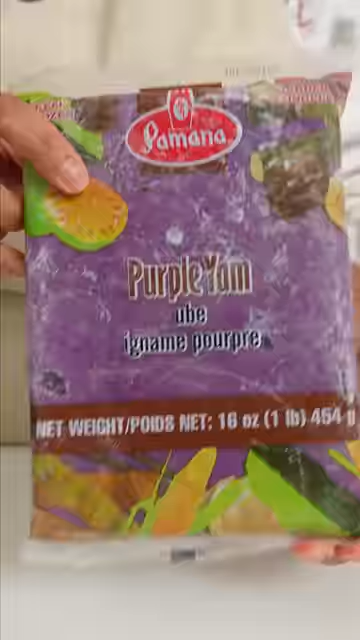 Pamana
Purple Yam
ube
igname pourpre
NET WEIGHT/POIDS NET: 16 oz (1 lb) 454 g